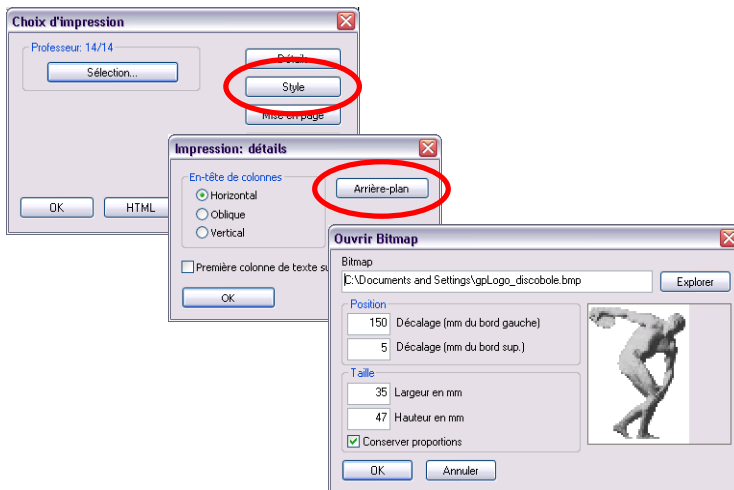 Choix d'impression
Professeur: 14/14
Sélection...
Détails
Style
Mise en page
OK
HTML
Impression: détails
En-tête de colonnes
Horizontal
Oblique
Vertical
Arrière-plan
Première colonne de texte su
OK
Ouvrir Bitmap
Bitmap
C:\Documents and Settings\gpLogo_discobole.bmp
Explorer
Position
150 Décalage (mm du bord gauche)
5 Décalage (mm du bord sup.)
Taille
35 Largeur en mm
47 Hauteur en mm
Conserver proportions
OK
Annuler